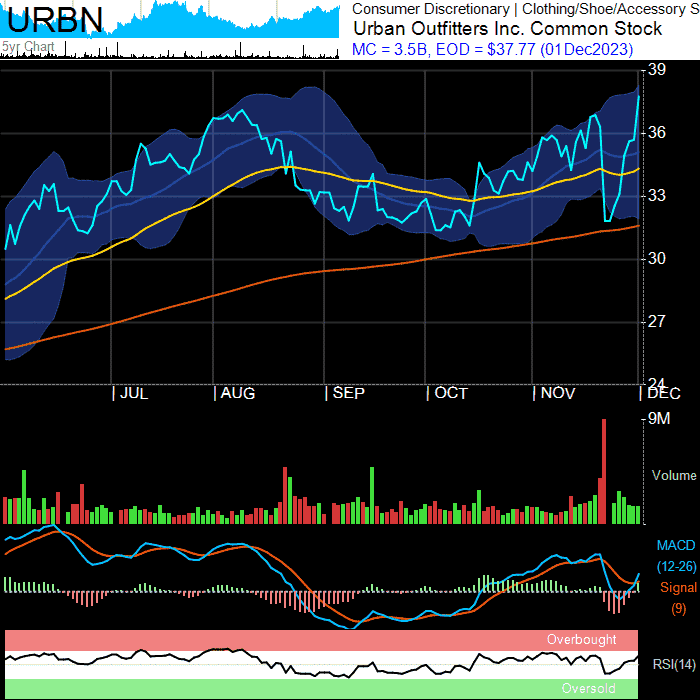 URBN
5yr Chart
Consumer Discretionary | Clothing/Shoe/Accessory S
Urban Outfitters Inc. Common Stock
MC = 3.5B, EOD = $37.77 (01Dec2023)
39
36
33
30
27
24
JUL
AUG
SEP
OCT
NOV
DEC
9M
Volume
MACD
(12-26)
Signal
(9)
Overbought
RSI(14)
Oversold